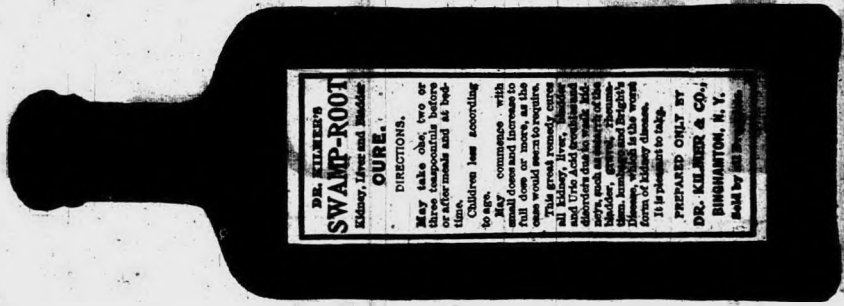 DR. KILMER'S
SWAMP-ROOT
Kidney, Liver and Bladder
CURE.
DIRECTIONS.
May take one, two or
three teaspoonfuls before
or after meals and at bed-
time.
Children less according
to age.
May commence with
small doses and increase to
full dose or more, as the
case would seem to require.
This great remedy cures
all kidney, liver, bladder
and Uric Acid troubles and
disorders due to weak kid-
neys, such as catarrh of the
bladder, gravel, rheuma-
tism, lumbago and Bright's
Disease, which is the worst
form of kidney disease.
It is pleasant to take.
PREPARED ONLY BY
DR. KILMER & CO.,
BINGHAMTON, N. Y.
Sold by all